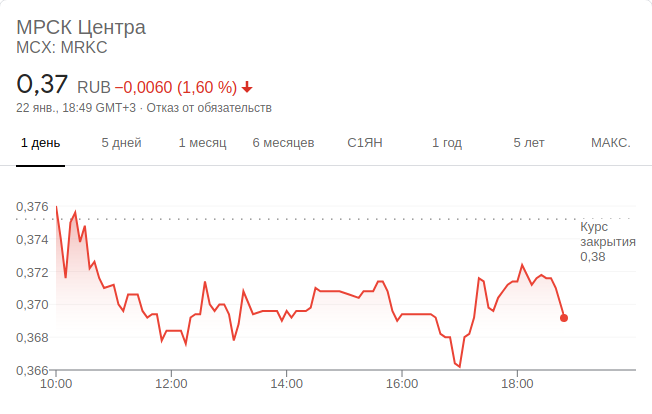 МРСК Центра
MCX: MRKC
0,37 RUB −0,0060 (1,60 %)
22 янв., 18:49 GMT+3 · Отказ от обязательств
1 день 5 дней 1 месяц 6 месяцев С1ЯН 1 год 5 лет МАКС.
0,376
0,374
0,372
0,370
0,368
0,366
Курс
закрытия
0,38
10:00 12:00 14:00 16:00 18:00